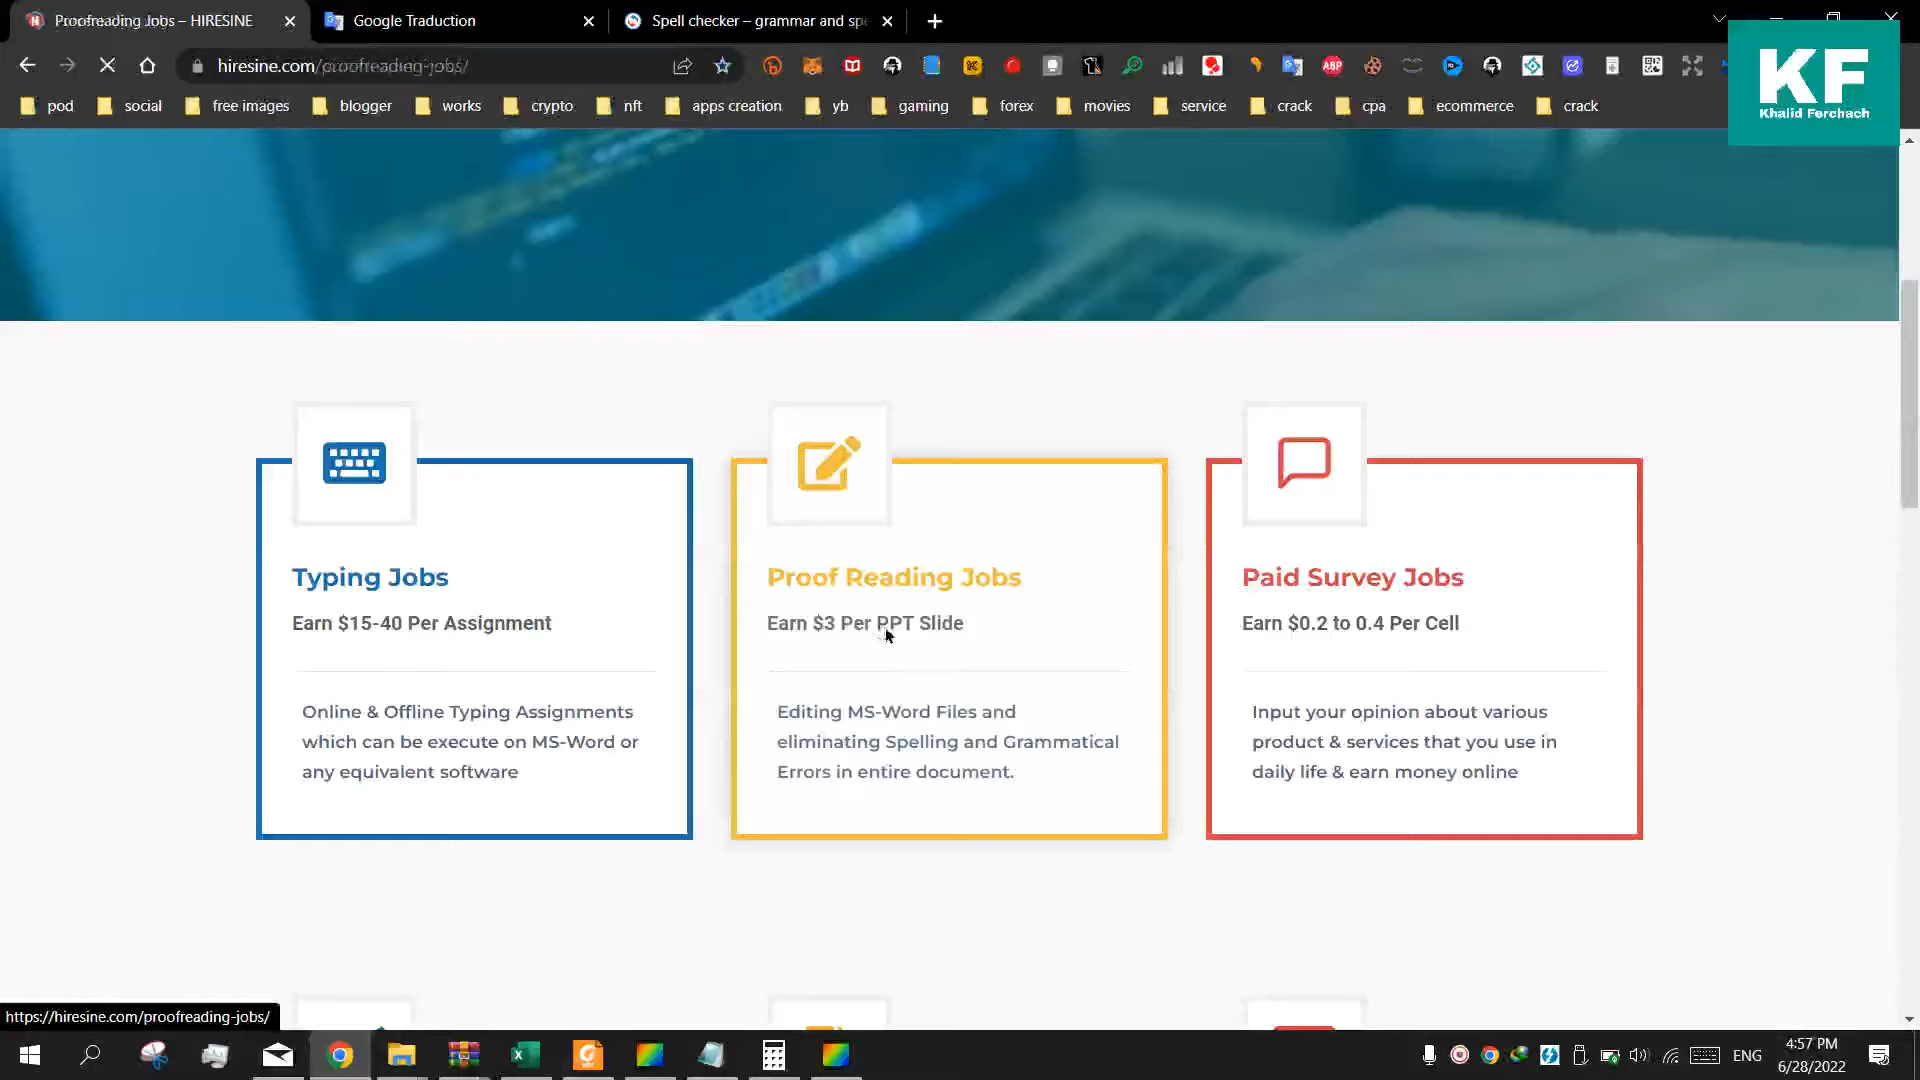 Proofreading Jobs – HIRESINE
Google Traduction
Spell checker – grammar and spe
KF
Khalid Ferchach
hiresine.com/proofreading-jobs/
ABP
pod
social
free images
blogger
works
crypto
nft
apps creation
yb
gaming
forex
movies
service
crack
cpa
ecommerce
crack
Typing Jobs
Earn $15-40 Per Assignment
Online & Offline Typing Assignments
which can be execute on MS-Word or
any equivalent software
Proof Reading Jobs
Earn $3 Per PPT Slide
Editing MS-Word Files and
eliminating Spelling and Grammatical
Errors in entire document.
Paid Survey Jobs
Earn $0.2 to 0.4 Per Cell
Input your opinion about various
product & services that you use in
daily life & earn money online
https://hiresine.com/proofreading-jobs/
ENG
4:57 PM
6/28/2022